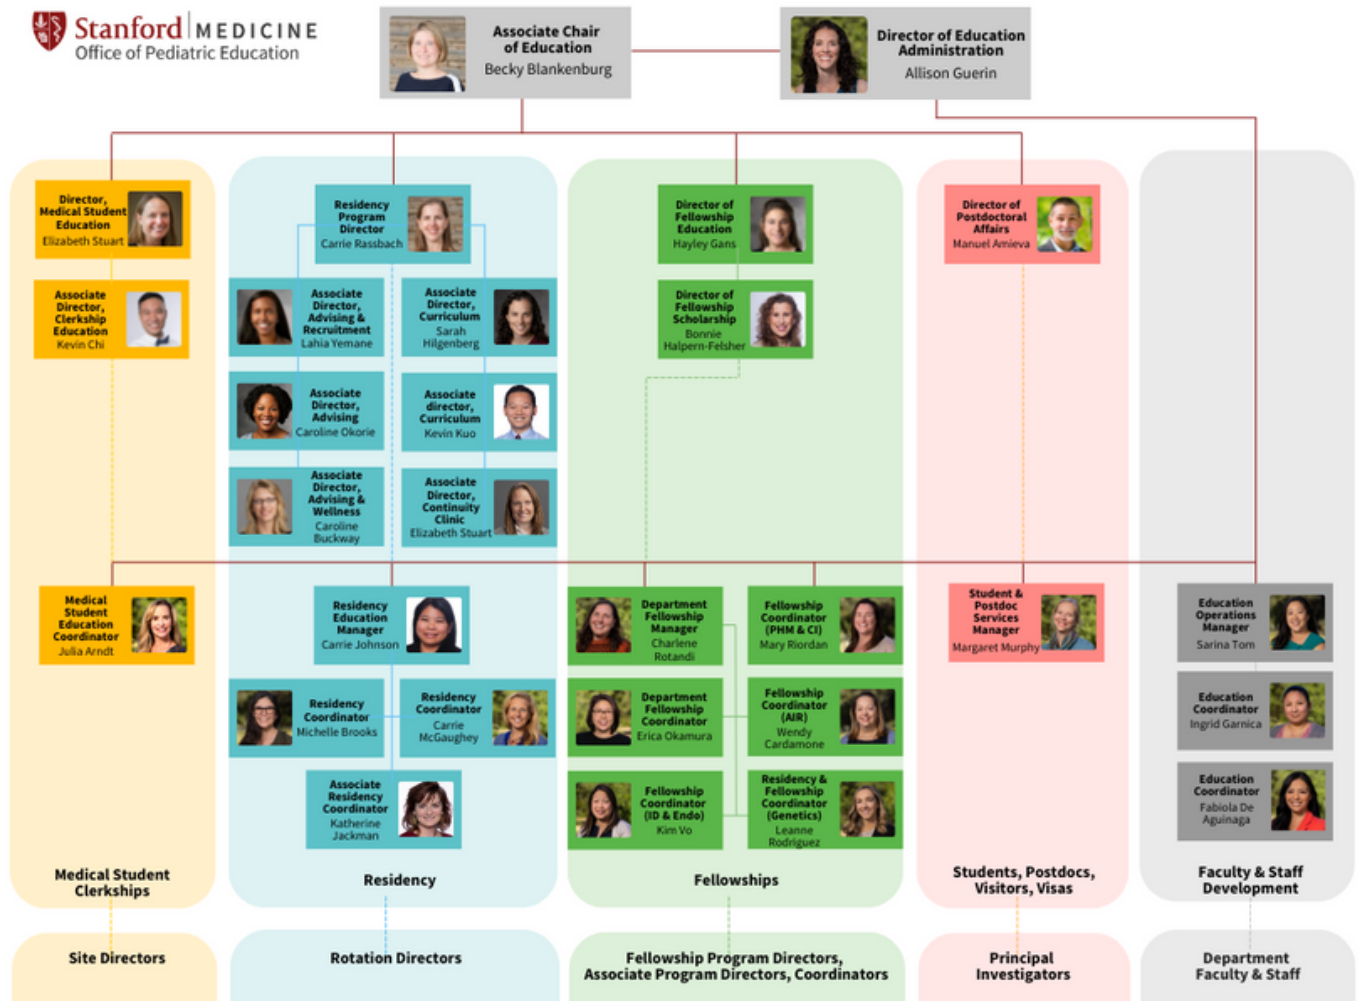 Stanford MEDICINE
Office of Pediatric Education
Associate Chair
of Education
Becky Blankenburg
Director of Education
Administration
Allison Guerin
Director,
Medical Student
Education
Elizabeth Stuart
Associate
Director,
Clerkship
Education
Kevin Chi
Residency
Program
Director
Carrie Rassbach
Associate
Director,
Advising &
Recruitment
Lahia Yemane
Associate
Director,
Curriculum
Sarah
Hilgenberg
Associate
Director,
Advising
Caroline Okorie
Associate
director,
Curriculum
Kevin Kuo
Associate
Director,
Advising &
Wellness
Caroline
Buckway
Associate
Director,
Continuity
Clinic
Elizabeth Stuart
Director of
Fellowship
Education
Hayley Gans
Director of
Fellowship
Scholarship
Bonnie
Halpern-Felsher
Director of
Postdoctoral
Affairs
Manuel Amieva
Medical
Student
Education
Coordinator
Julia Arndt
Residency
Education
Manager
Carrie Johnson
Residency
Coordinator
Michelle Brooks
Residency
Coordinator
Carrie
McGaughey
Associate
Residency
Coordinator
Katherine
Jackman
Department
Fellowship
Manager
Charlene
Rotandi
Fellowship
Coordinator
(PHM & CI)
Mary Riordan
Department
Fellowship
Coordinator
Erica Okamura
Fellowship
Coordinator
(AIR)
Wendy
Cardamone
Fellowship
Coordinator
(ID & Endo)
Kim Vo
Residency &
Fellowship
Coordinator
(Genetics)
Leanne
Rodriguez
Student &
Postdoc
Services
Manager
Margaret Murphy
Education
Operations
Manager
Sarina Tom
Education
Coordinator
Ingrid Garnica
Education
Coordinator
Fabiola De
Aguinaga
Medical Student
Clerkships
Residency
Fellowships
Students, Postdocs,
Visitors, Visas
Faculty & Staff
Development
Site Directors
Rotation Directors
Fellowship Program Directors,
Associate Program Directors, Coordinators
Principal
Investigators
Department
Faculty & Staff